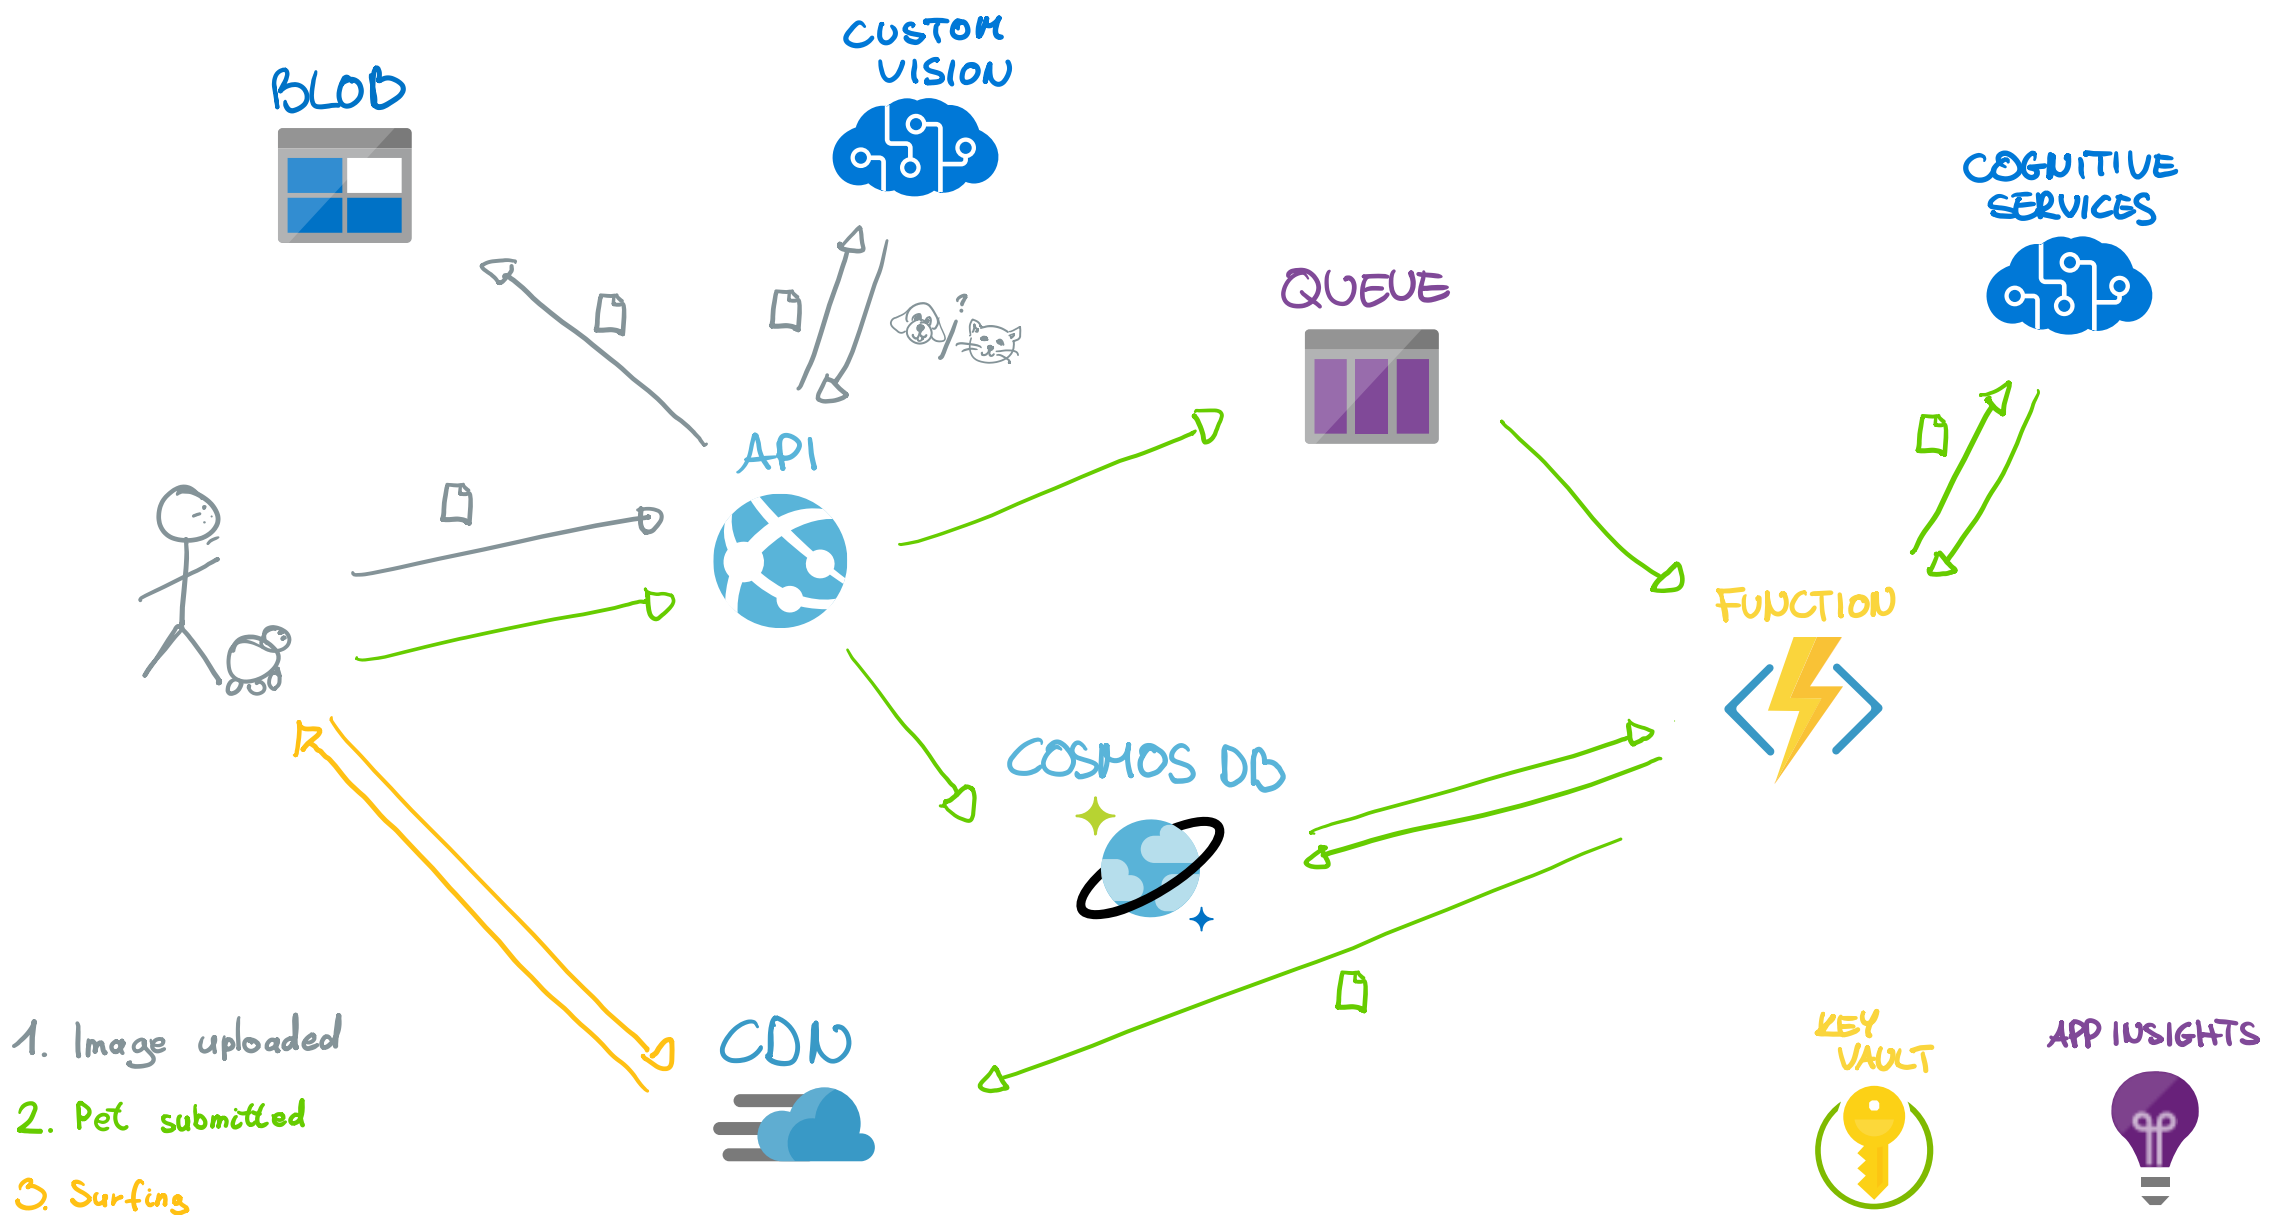 CUSTOM
VISION
BLOB
COGNITIVE
SERVICES
QUEUE
?
API
FUNCTION
COSMOS DB
CDN
KEY
VAULT
APP INSIGHTS
1. Image uploaded
2. Pet submitted
3. Surfing